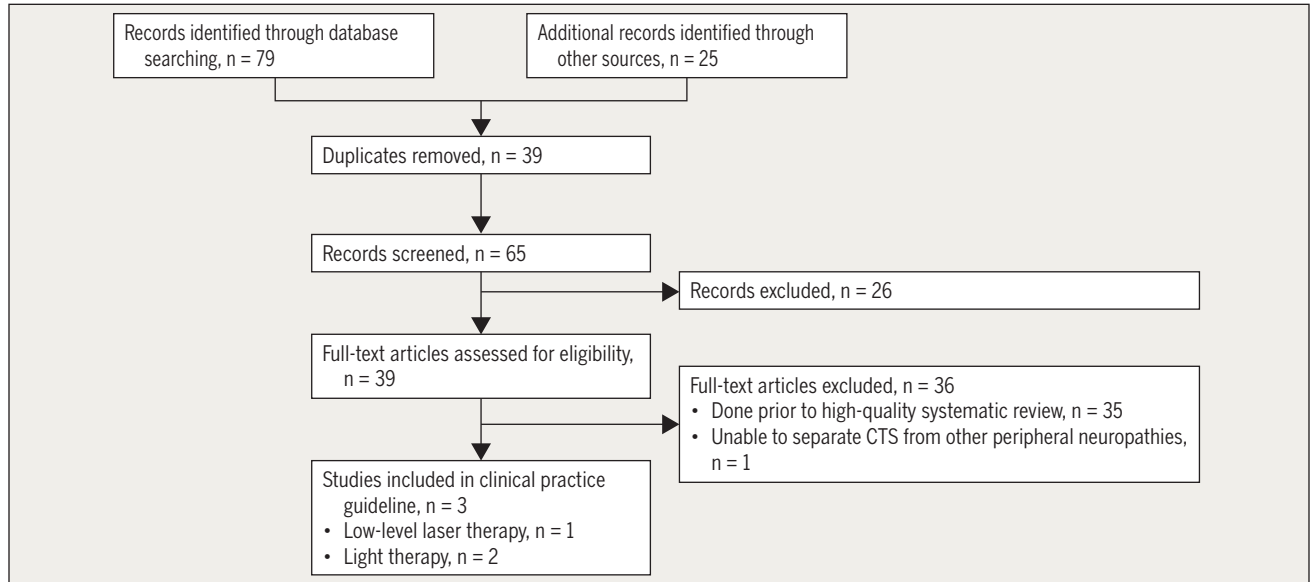 Records identified through database
searching, n = 79
Additional records identified through
other sources, n = 25
Duplicates removed, n = 39
Records screened, n = 65
Records excluded, n = 26
Full-text articles assessed for eligibility,
n = 39
Full-text articles excluded, n = 36
• Done prior to high-quality systematic review, n = 35
• Unable to separate CTS from other peripheral neuropathies,
n = 1
Studies included in clinical practice
guideline, n = 3
• Low-level laser therapy, n = 1
• Light therapy, n = 2